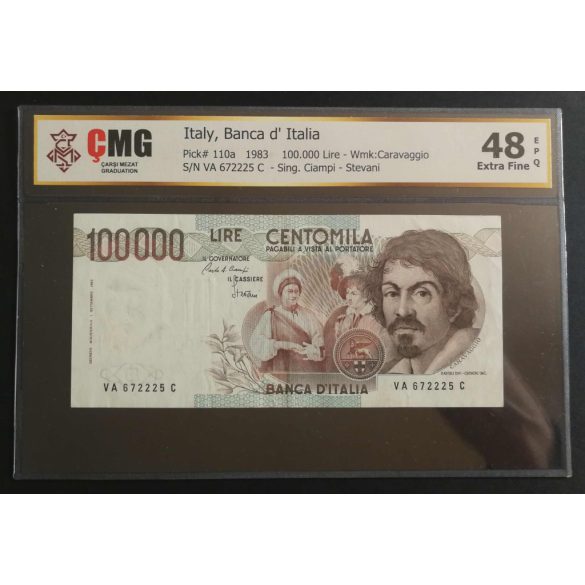 ÇMG
ÇARŞI MEZAT
GRADUATION
Italy, Banca d' Italia
Pick# 110a 1983 100.000 Lire - Wmk:Caravaggio
S/N VA 672225 C - Sing. Ciampi - Stevani
48
Extra Fine
EPQ
100000 LIRE CENTOMILA
PAGABILI A VISTA AL PORTATORE
IL GOVERNATORE
IL CASSIERE
CARAVAGGIO
VA 672225 C
BANCA D'ITALIA
VA 672225 C